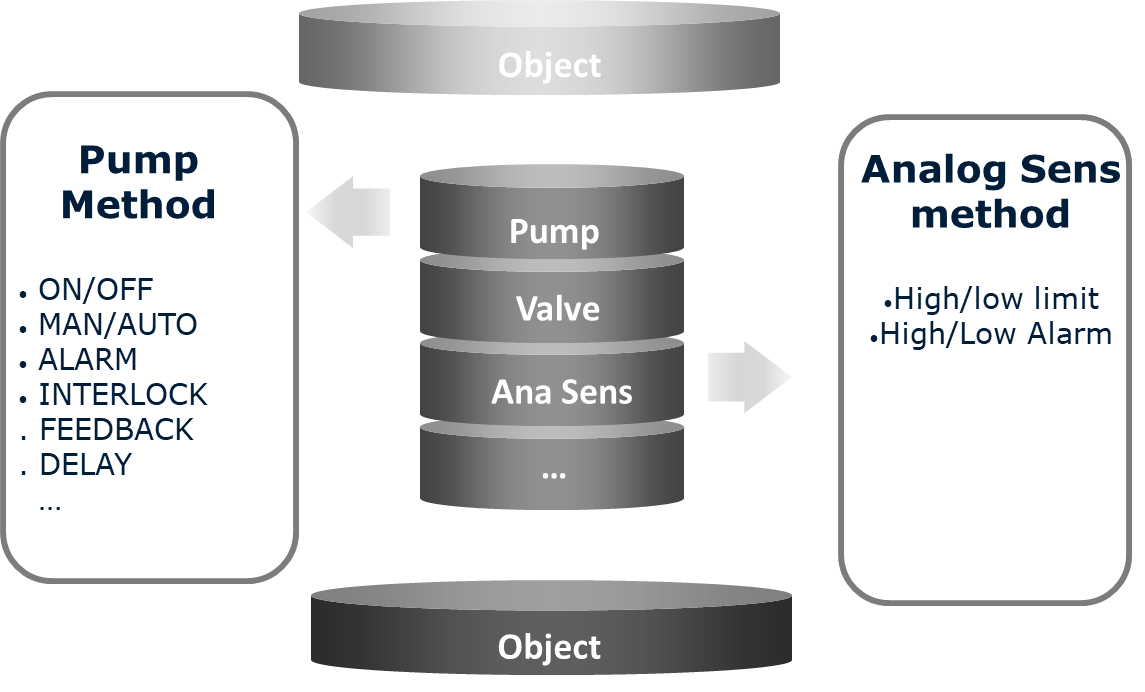 Object
Pump
Method
• ON/OFF
• MAN/AUTO
• ALARM
• INTERLOCK
. FEEDBACK
. DELAY
...
Pump
Valve
Ana Sens
...
Analog Sens
method
•High/low limit
•High/Low Alarm
Object